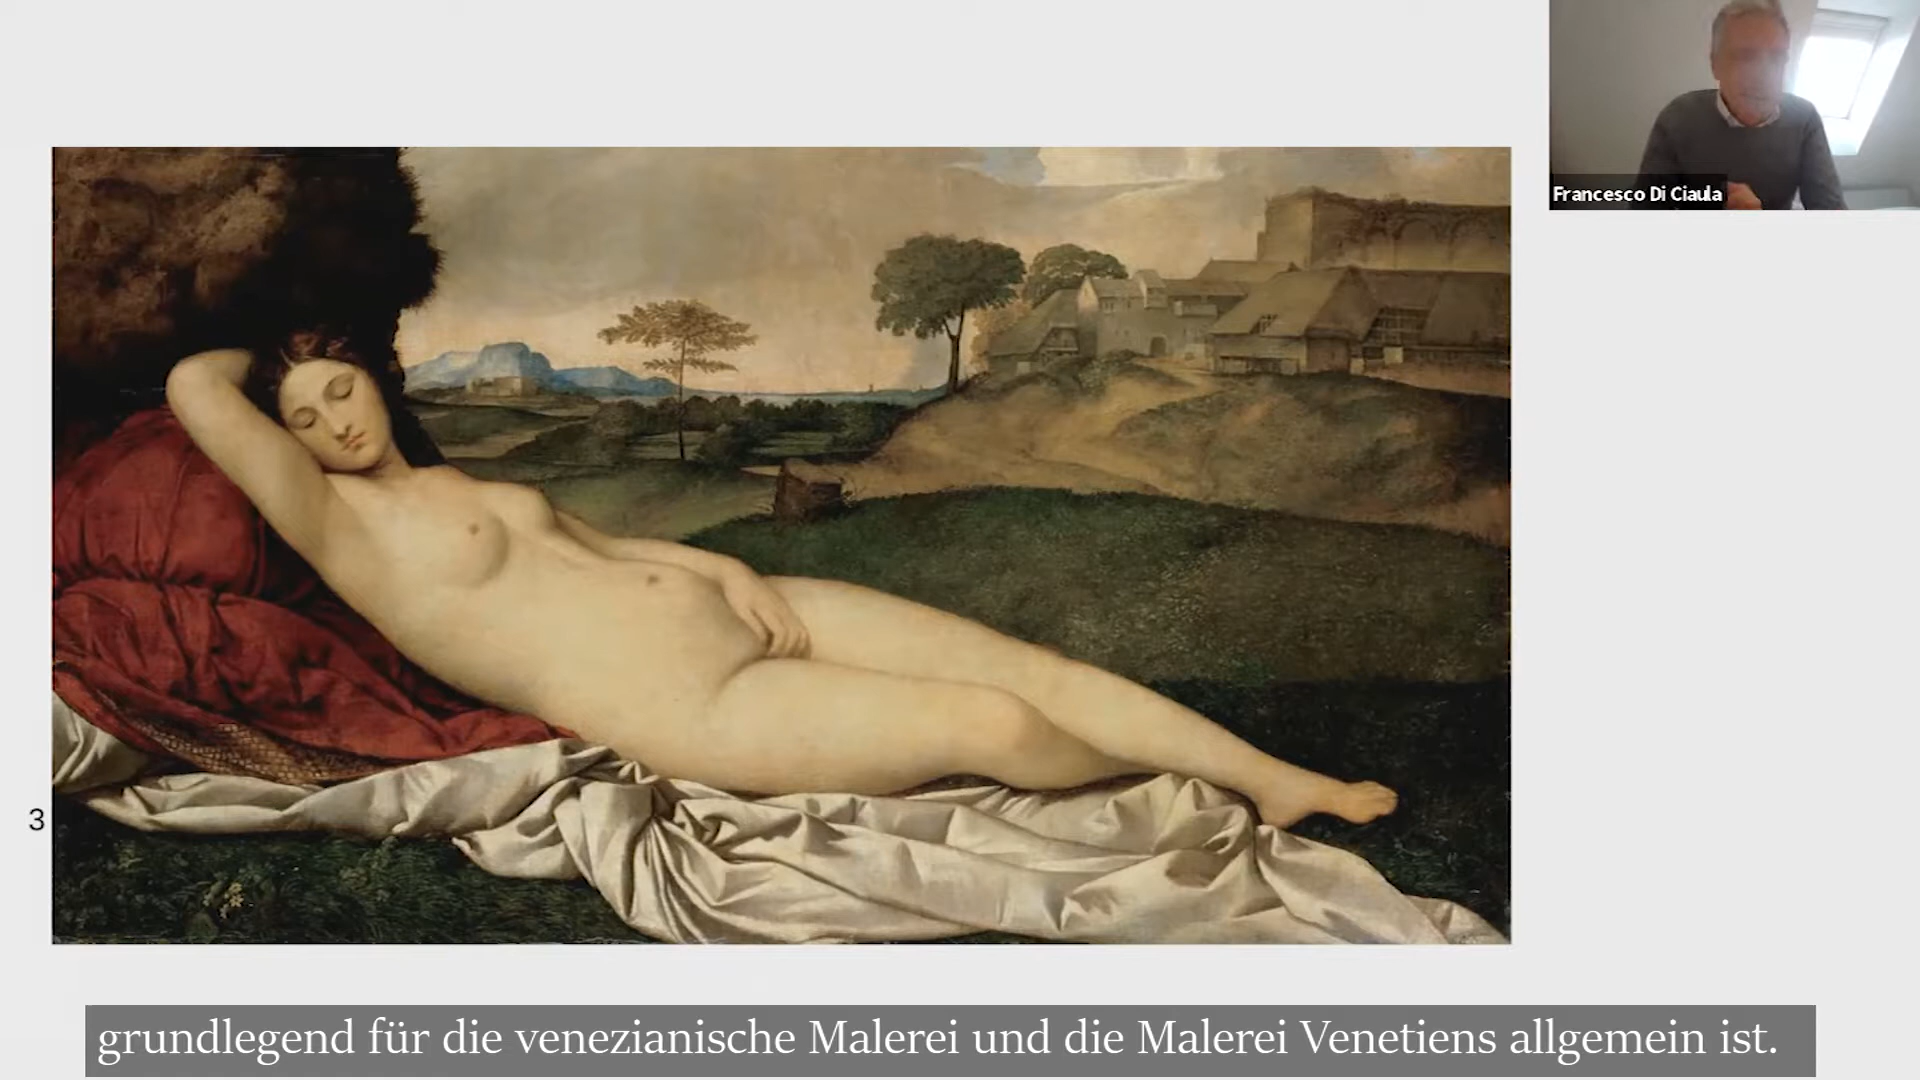 Francesco Di Ciaula
3
grundlegend für die venezianische Malerei und die Malerei Venetiens allgemein ist.